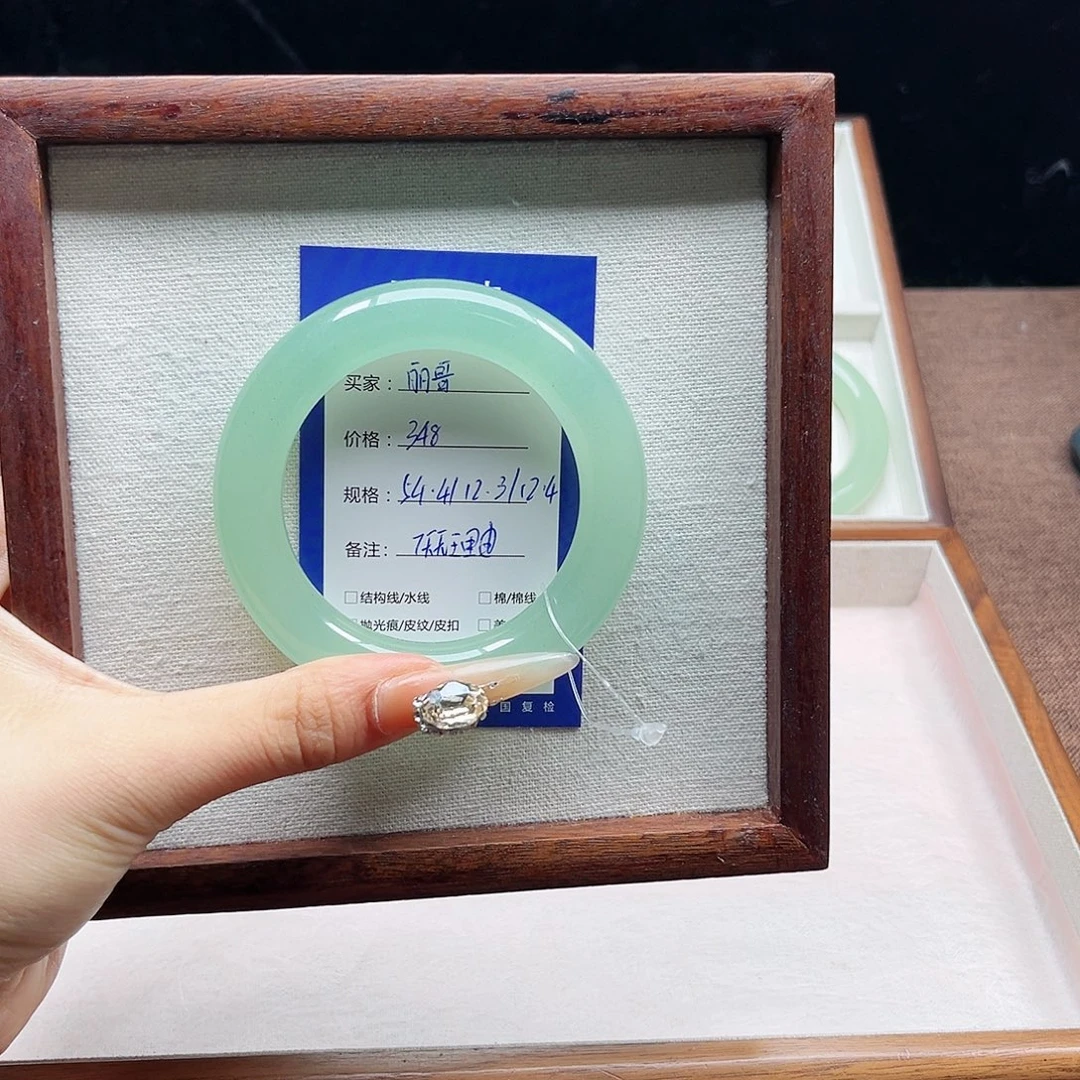 买家：丽哥
价格：348
规格：54.4/12.3/12.4
备注：
□结构线/水线 □棉/棉线
抛光痕/皮纹/皮扣 □
国复检